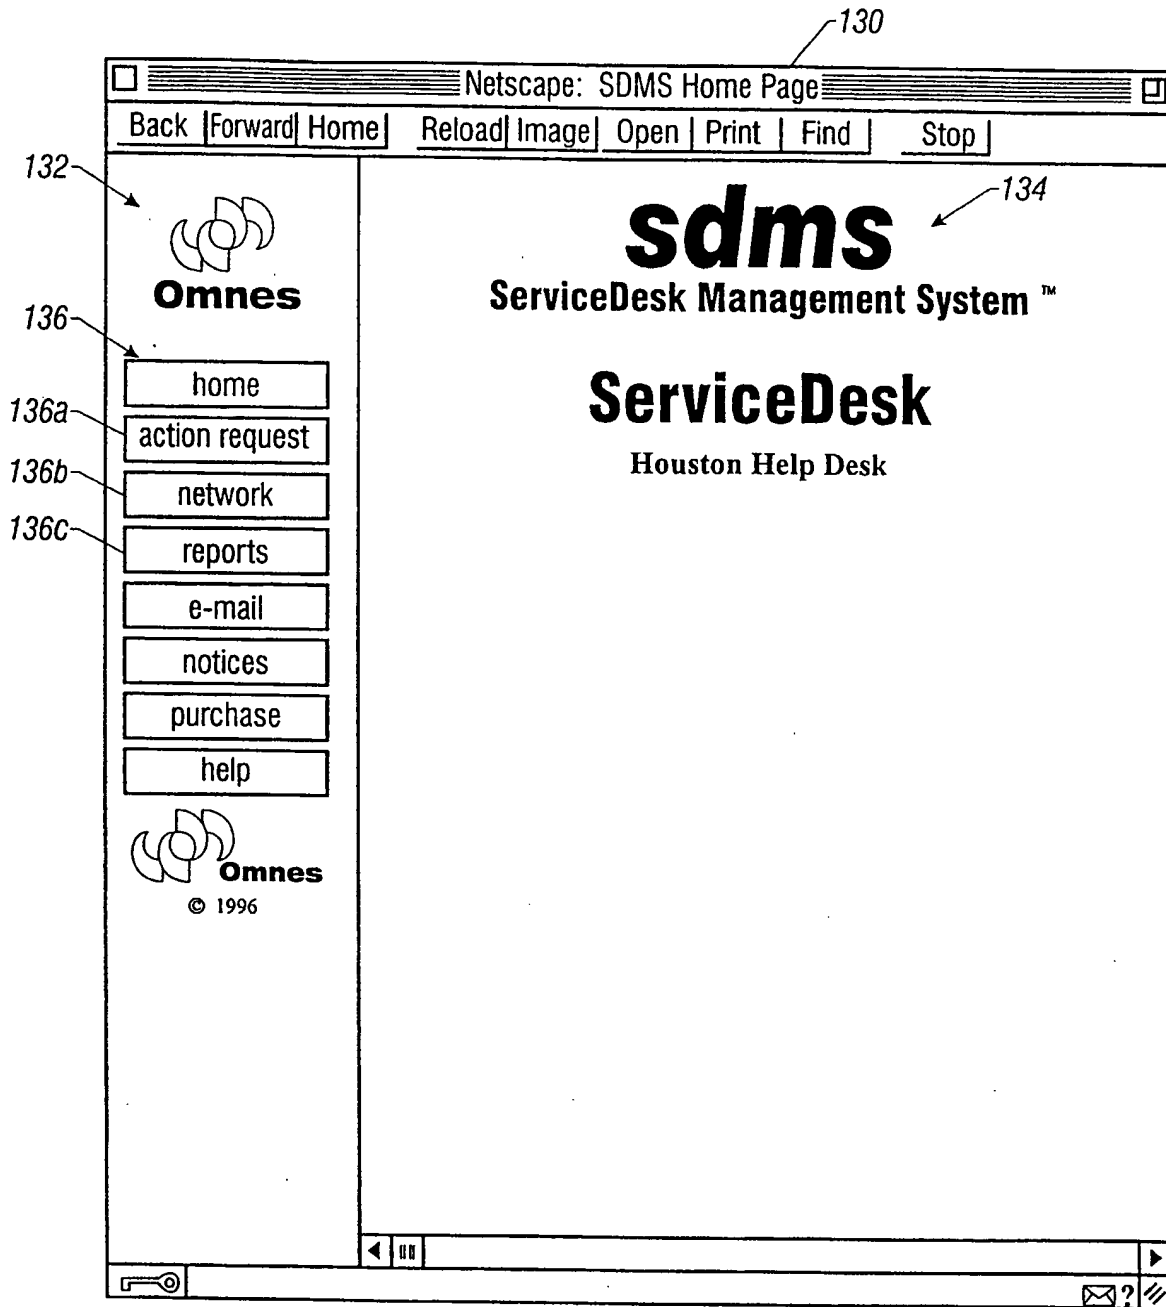 130
Netscape: SDMS Home Page
Back Forward Home Reload Image Open Print Find Stop
132
134
Omnes
sdms
ServiceDesk Management System ™
136
home
ServiceDesk
136a
action request
Houston Help Desk
136b
network
136c
reports
e-mail
notices
purchase
help
Omnes
© 1996
?